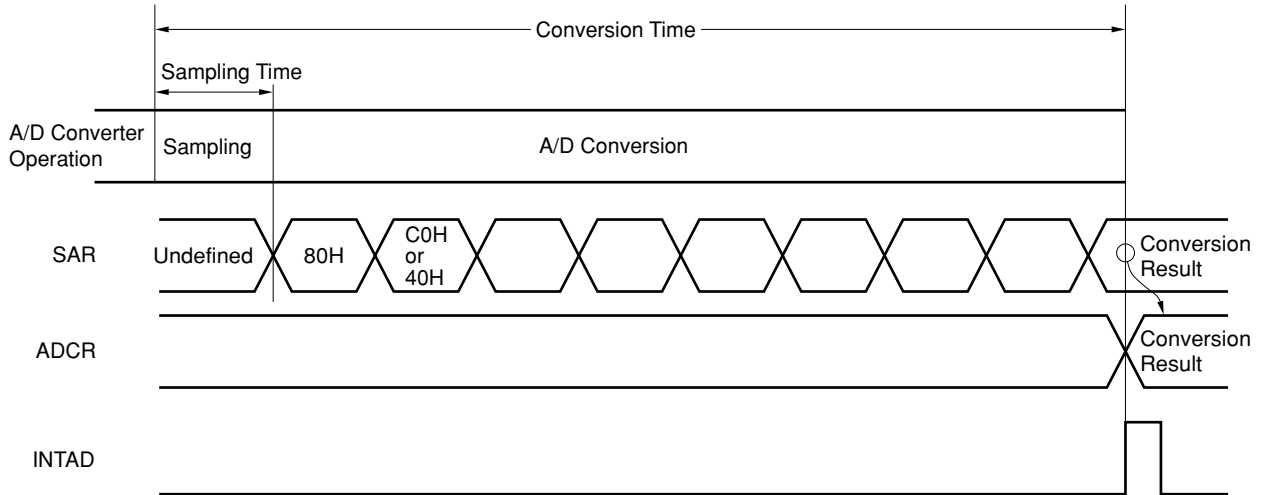 Conversion Time
Sampling Time
A/D Converter
Operation
Sampling
A/D Conversion
SAR
Undefined
80H
C0H
or
40H
Conversion
Result
ADCR
Conversion
Result
INTAD